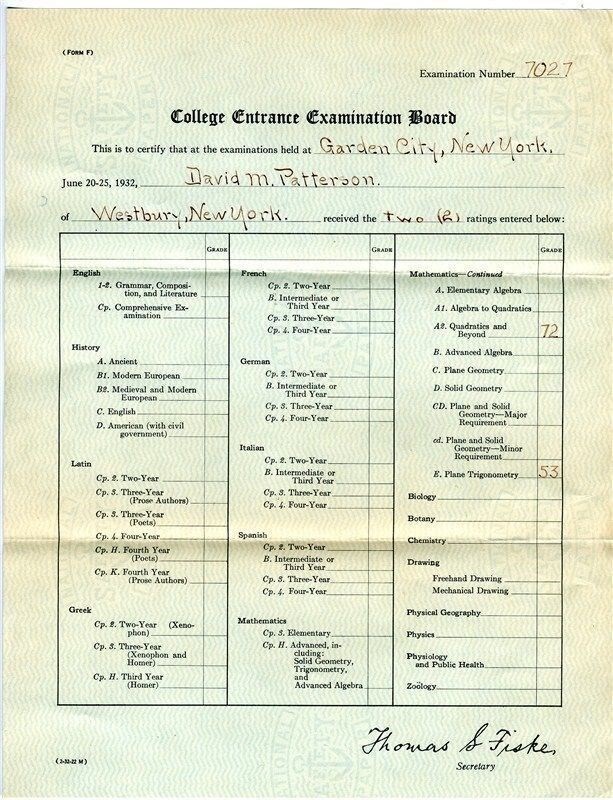 (FORM F)
Examination Number 7027
College Entrance Examination Board
This is to certify that at the examinations held at Garden City, New York.
June 20-25, 1932, David M. Patterson.
of Westbury, New York. received the two (2) ratings entered below:
GRADE
English
1-2. Grammar, Composi-
tion, and Literature
Cp. Comprehensive Ex-
amination
History
A. Ancient
B1. Modern European
B2. Medieval and Modern
European
C. English
D. American (with civil
government)
Latin
Cp. 2. Two-Year
Cp. 3. Three-Year
(Prose Authors)
Cp. 3. Three-Year
(Poets)
Cp. 4. Four-Year
Cp. H. Fourth Year
(Poets)
Cp. K. Fourth Year
(Prose Authors)
Greek
Cp. 2. Two-Year (Xeno-
phon)
Cp. 3. Three-Year
(Xenophon and
Homer)
Cp. H. Third Year
(Homer)
GRADE
French
Cp. 2. Two-Year
B. Intermediate or
Third Year
Cp. 3. Three-Year
Cp. 4. Four-Year
German
Cp. 2. Two-Year
B. Intermediate or
Third Year
Cp. 3. Three-Year
Cp. 4. Four-Year
Italian
Cp. 2. Two-Year
B. Intermediate or
Third Year
Cp. 3. Three-Year
Cp. 4. Four-Year
Spanish
Cp. 2. Two-Year
B. Intermediate or
Third Year
Cp. 3. Three-Year
Cp. 4. Four-Year
Mathematics
Cp. 3. Elementary
Cp. H. Advanced, in-
cluding:
Solid Geometry,
Trigonometry,
and
Advanced Algebra
GRADE
Mathematics—Continued
A. Elementary Algebra
A1. Algebra to Quadratics
A2. Quadratics and
Beyond 72
B. Advanced Algebra
C. Plane Geometry
D. Solid Geometry
CD. Plane and Solid
Geometry—Major
Requirement
cd. Plane and Solid
Geometry—Minor
Requirement
E. Plane Trigonometry 53
Biology
Botany
Chemistry
Drawing
Freehand Drawing
Mechanical Drawing
Physical Geography
Physics
Physiology
and Public Health
Zoology
Thomas S Fiske
Secretary
(2-32-22 M)